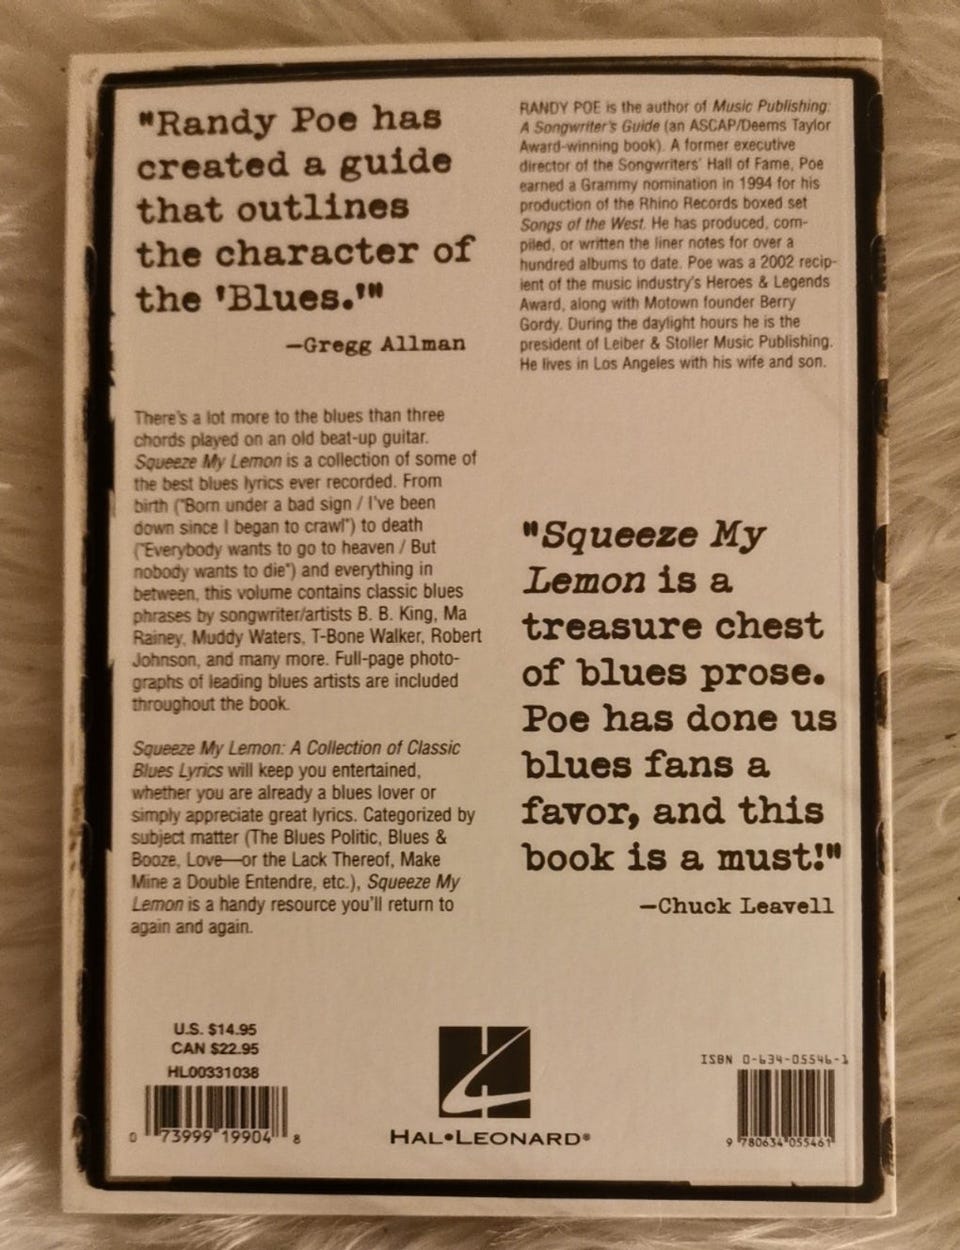 "Randy Poe has
created a guide
that outlines
the character of
the 'Blues.'"
—Gregg Allman
There's a lot more to the blues than three
chords played on an old beat-up guitar.
Squeeze My Lemon is a collection of some of
the best blues lyrics ever recorded. From
birth ("Born under a bad sign / I've been
down since I began to crawl") to death
("Everybody wants to go to heaven / But
nobody wants to die") and everything in
between, this volume contains classic blues
phrases by songwriter/artists B. B. King, Ma
Rainey, Muddy Waters, T-Bone Walker, Robert
Johnson, and many more. Full-page photo-
graphs of leading blues artists are included
throughout the book.
Squeeze My Lemon: A Collection of Classic
Blues Lyrics will keep you entertained,
whether you are already a blues lover or
simply appreciate great lyrics. Categorized by
subject matter (The Blues Politic, Blues &
Booze, Love—or the Lack Thereof, Make
Mine a Double Entendre, etc.), Squeeze My
Lemon is a handy resource you'll return to
again and again.
RANDY POE is the author of Music Publishing:
A Songwriter's Guide (an ASCAP/Deems Taylor
Award-winning book). A former executive
director of the Songwriters' Hall of Fame, Poe
earned a Grammy nomination in 1994 for his
production of the Rhino Records boxed set
Songs of the West. He has produced, com-
piled, or written the liner notes for over a
hundred albums to date. Poe was a 2002 recip-
ient of the music industry's Heroes & Legends
Award, along with Motown founder Berry
Gordy. During the daylight hours he is the
president of Leiber & Stoller Music Publishing.
He lives in Los Angeles with his wife and son.
"Squeeze My
Lemon is a
treasure chest
of blues prose.
Poe has done us
blues fans a
favor, and this
book is a must!"
—Chuck Leavell
U.S. $14.95
CAN $22.95
HL00331038
0 73999 19904 8
HAL•LEONARD®
ISBN 0-634-05546-1
9 780634 055461